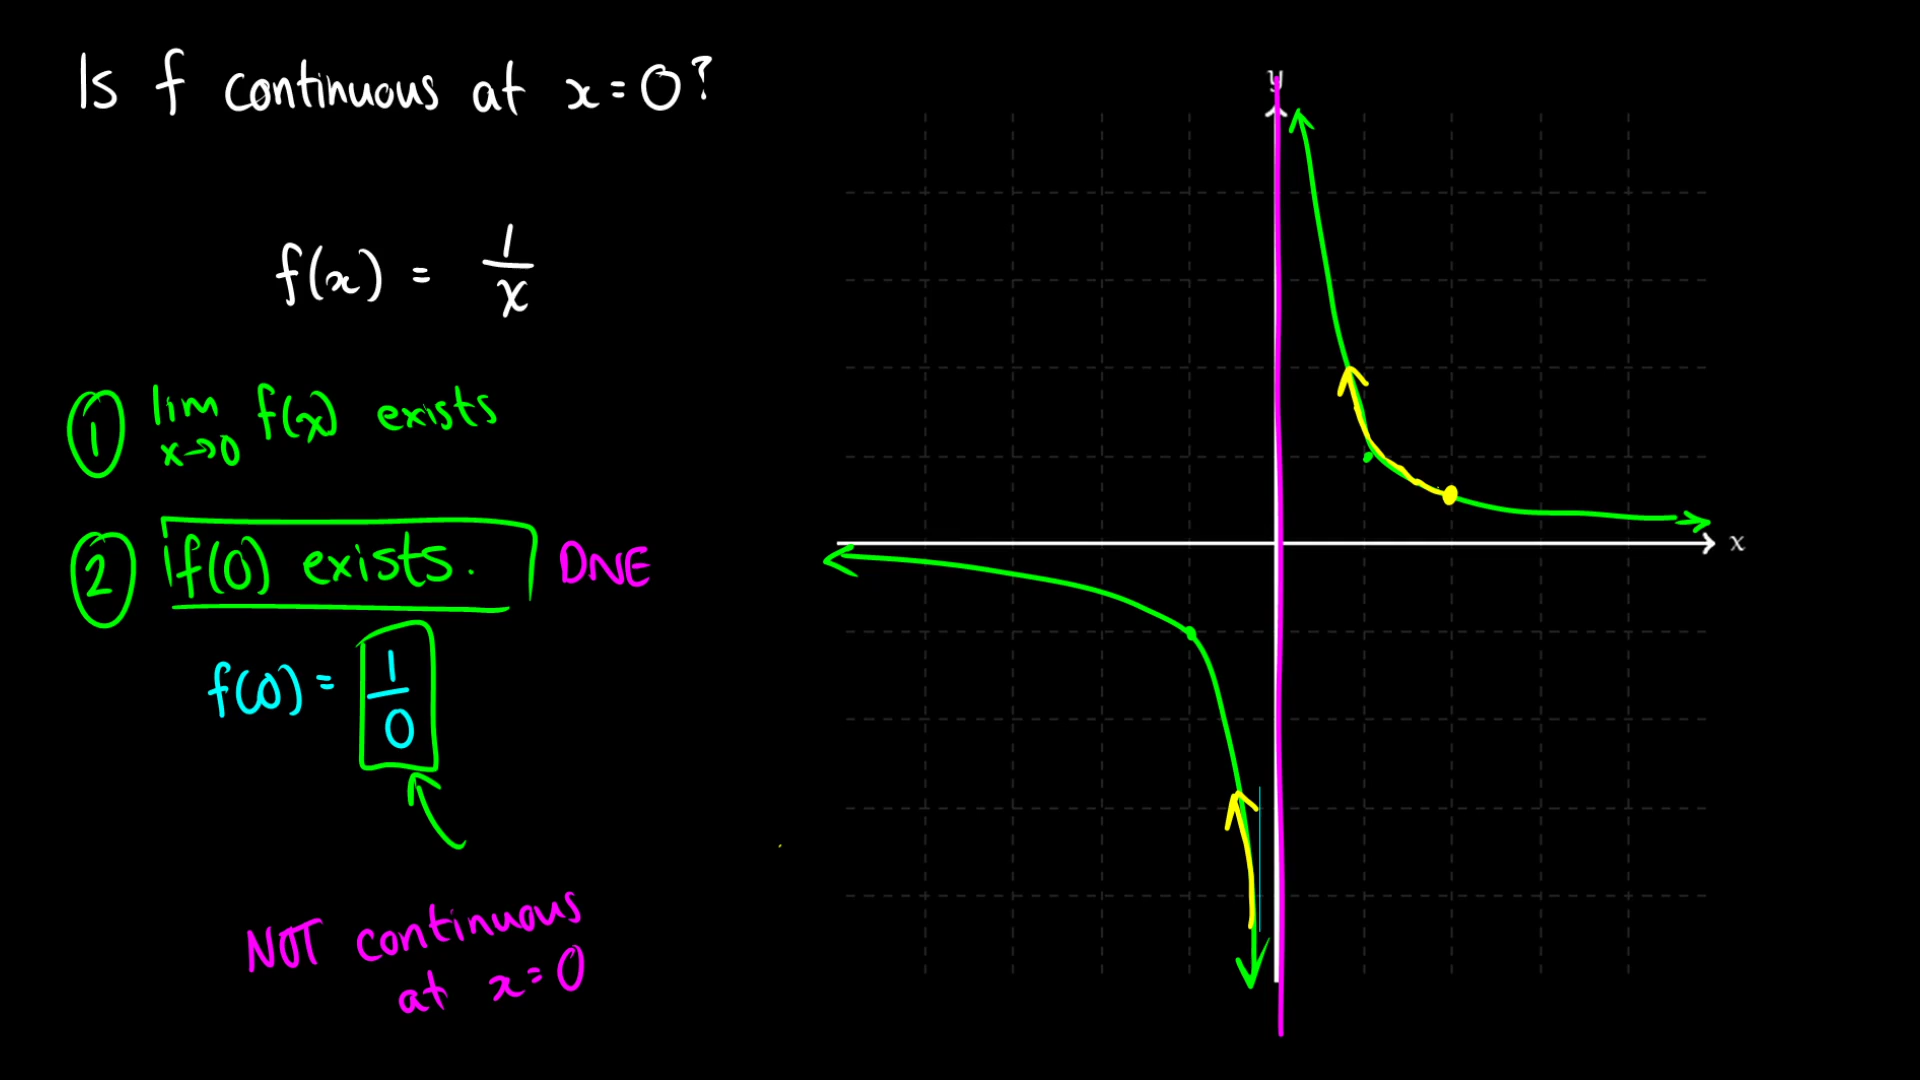 Is f continuous at x=0?
f(x) = 1/x
① lim x→0 f(x) exists
② f(0) exists. DNE
f(0) = 1/0
NOT continuous
at x=0
y
x